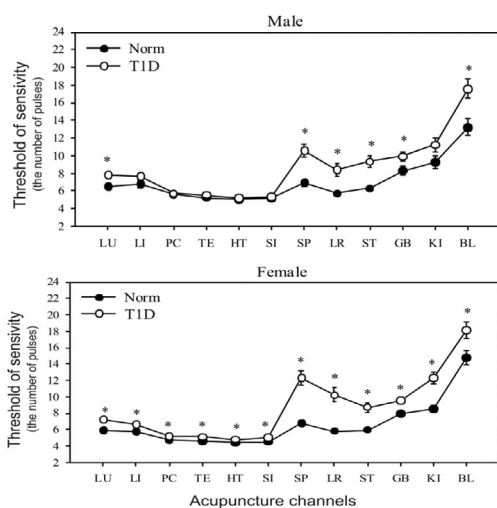 Male
Threshold of sensivity
(the number of pulses)
24
22
20
18
16
14
12
10
8
6
4
2
Norm
T1D
* * * * * *
LU LI PC TE HT SI SP LR ST GB KI BL
Female
Threshold of sensivity
(the number of pulses)
24
22
20
18
16
14
12
10
8
6
4
2
Norm
T1D
* * * * * * * * * * * *
LU LI PC TE HT SI SP LR ST GB KI BL
Acupuncture channels